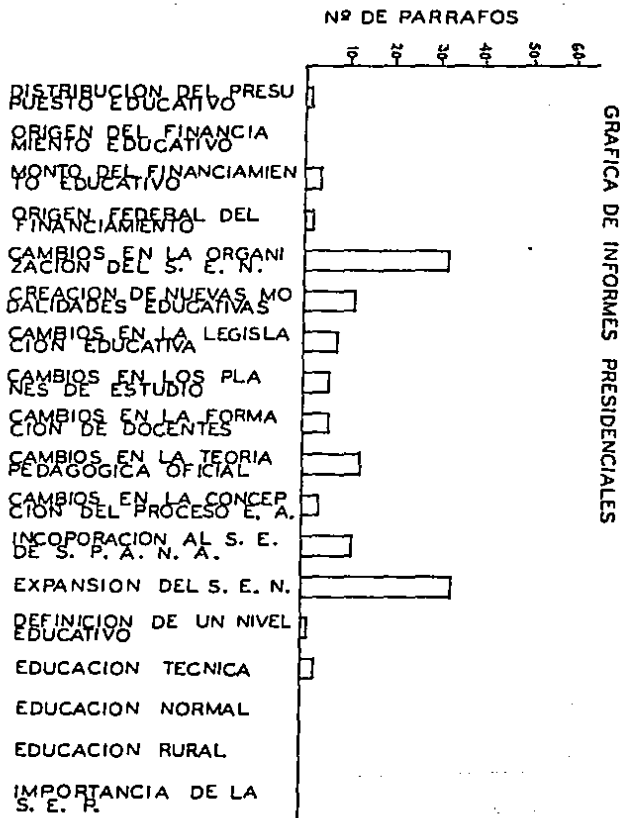 Nº DE PARRAFOS
10
20
30
40
50
60
GRAFICA DE INFORMES PRESIDENCIALES
DISTRIBUCION DEL PRESU
PUESTO EDUCATIVO
ORIGEN DEL FINANCIA
MIENTO EDUCATIVO
MONTO DEL FINANCIAMIEN
TO EDUCATIVO
ORIGEN FEDERAL DEL
FINANCIAMIENTO
CAMBIOS EN LA ORGANI
ZACION DEL S. E. N.
CREACION DE NUEVAS MO
DALIDADES EDUCATIVAS
CAMBIOS EN LA LEGISLA
CION EDUCATIVA
CAMBIOS EN LOS PLA
NES DE ESTUDIO
CAMBIOS EN LA FORMA
CION DE DOCENTES
CAMBIOS EN LA TEORIA
PEDAGOGICA OFICIAL
CAMBIOS EN LA CONCEP
CION DEL PROCESO E. A.
INCOPORACION AL S. E.
DE S. P. A. N. A.
EXPANSION DEL S. E. N.
DEFINICION DE UN NIVEL
EDUCATIVO
EDUCACION TECNICA
EDUCACION NORMAL
EDUCACION RURAL
IMPORTANCIA DE LA
S. E. P.